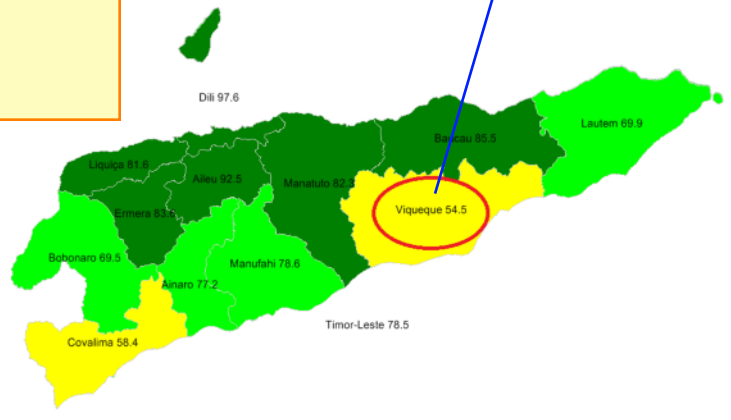 Dili 97.6
Lautem 69.9
Baucau 85.5
Liquiça 81.6
Aileu 92.5
Manatuto 82.3
Ermera 83.6
Viqueque 54.5
Bobonaro 69.5
Manufahi 78.6
Ainaro 77.2
Timor-Leste 78.5
Covalima 58.4